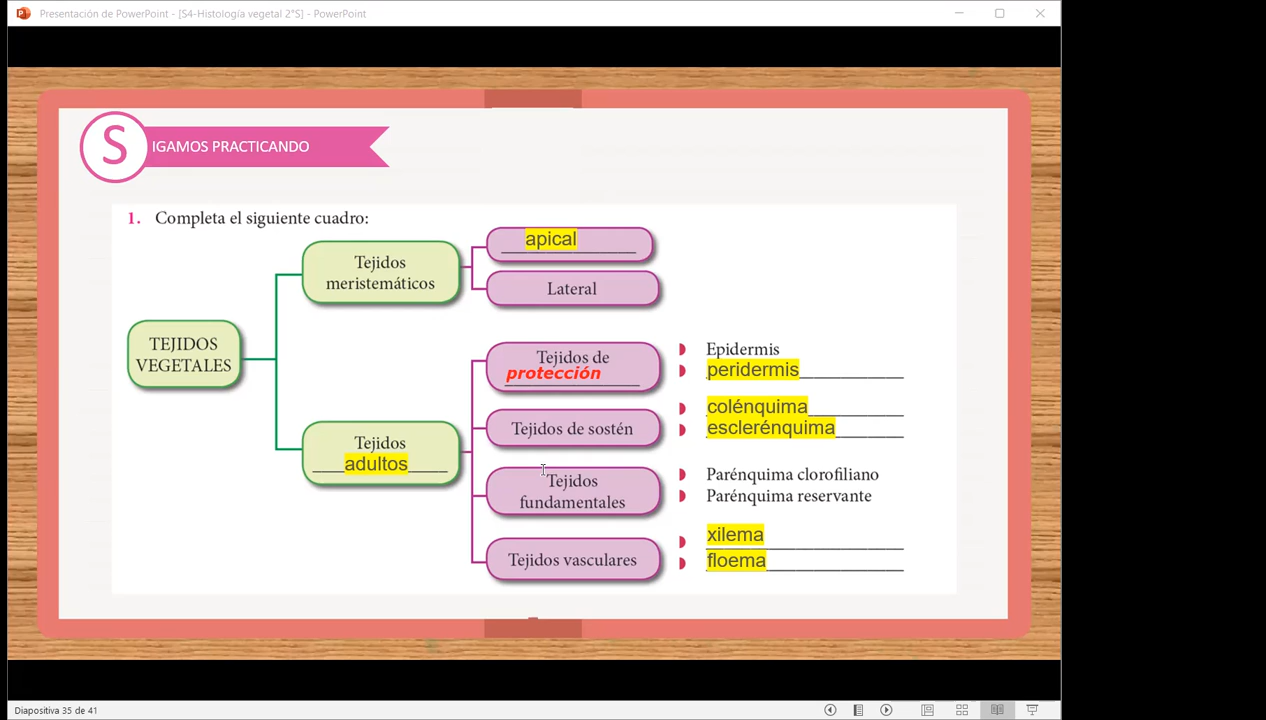 Presentación de PowerPoint - [S4-Histología vegetal 2°S] - PowerPoint
S
IGAMOS PRACTICANDO
1. Completa el siguiente cuadro:
TEJIDOS
VEGETALES
Tejidos
meristemáticos
apical
Lateral
Tejidos
adultos
Tejidos de
protección
Epidermis
peridermis
Tejidos de sostén
colénquima
esclerénquima
Tejidos
fundamentales
Parénquima clorofiliano
Parénquima reservante
Tejidos vasculares
xilema
floema
Diapositiva 35 de 41